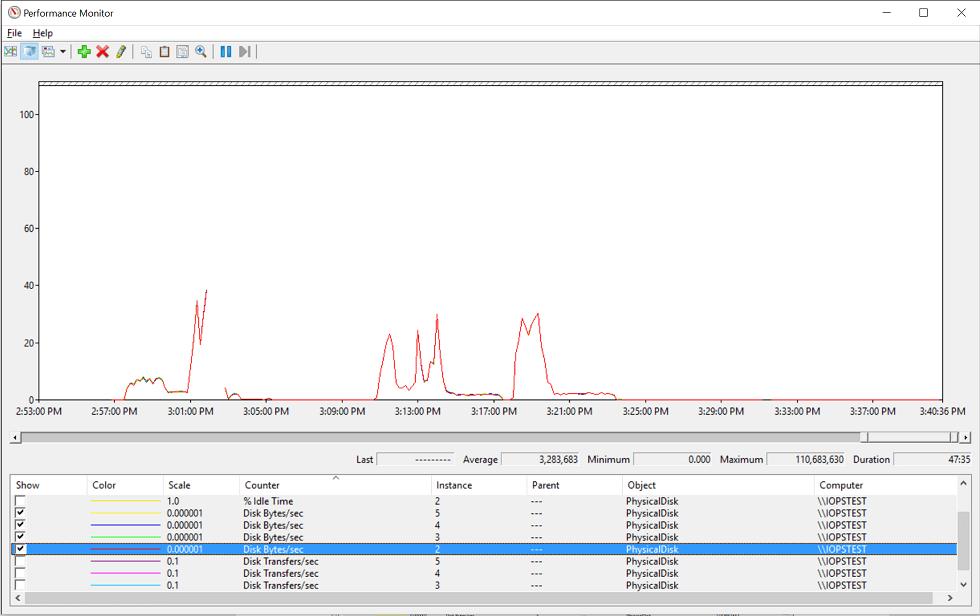 Performance Monitor
File Help
100
80
60
40
20
0
2:53:00 PM 2:57:00 PM 3:01:00 PM 3:05:00 PM 3:09:00 PM 3:13:00 PM 3:17:00 PM 3:21:00 PM 3:25:00 PM 3:29:00 PM 3:33:00 PM 3:37:00 PM 3:40:36 PM
Last --------- Average 3,283,683 Minimum 0.000 Maximum 110,683,630 Duration 47:35
Show Color Scale Counter Instance Parent Object Computer
1.0 % Idle Time 2 --- PhysicalDisk \\IOPSTEST
0.000001 Disk Bytes/sec 5 --- PhysicalDisk \\IOPSTEST
0.000001 Disk Bytes/sec 4 --- PhysicalDisk \\IOPSTEST
0.000001 Disk Bytes/sec 3 --- PhysicalDisk \\IOPSTEST
0.000001 Disk Bytes/sec 2 --- PhysicalDisk \\IOPSTEST
0.1 Disk Transfers/sec 5 --- PhysicalDisk \\IOPSTEST
0.1 Disk Transfers/sec 4 --- PhysicalDisk \\IOPSTEST
0.1 Disk Transfers/sec 3 --- PhysicalDisk \\IOPSTEST